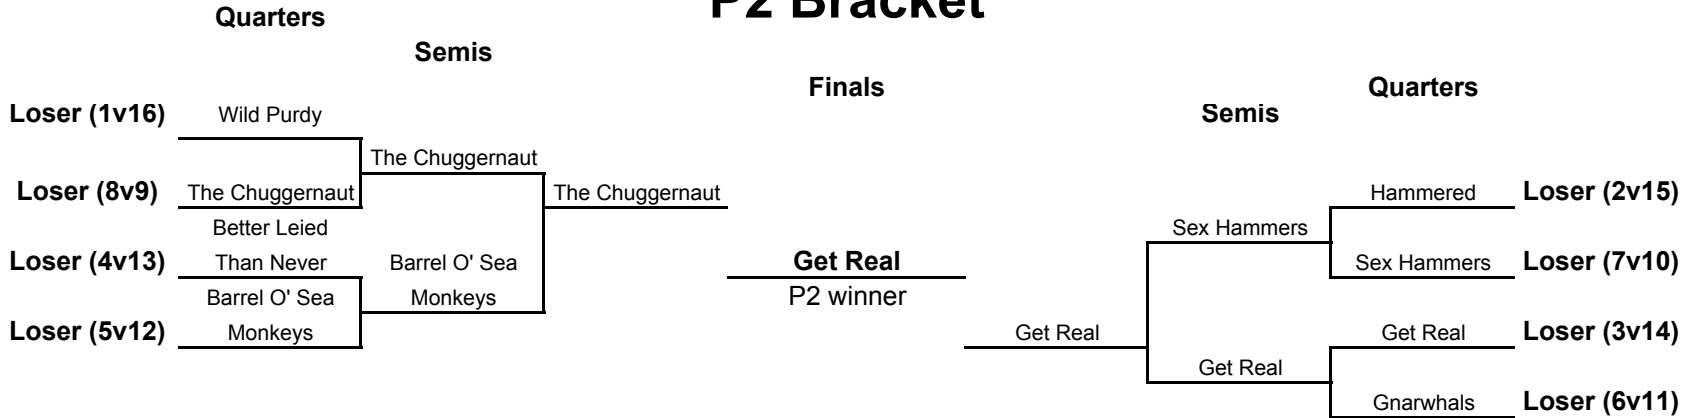 P2 Bracket
Quarters
Semis
Finals
Quarters
Semis
Loser (1v16)
Wild Purdy
The Chuggernaut
Loser (8v9)
The Chuggernaut
The Chuggernaut
Hammered
Loser (2v15)
Better Leied
Sex Hammers
Loser (4v13)
Than Never
Barrel O' Sea
Get Real
Sex Hammers
Loser (7v10)
Barrel O' Sea
Monkeys
P2 winner
Loser (5v12)
Monkeys
Get Real
Get Real
Loser (3v14)
Get Real
Gnarwhals
Loser (6v11)